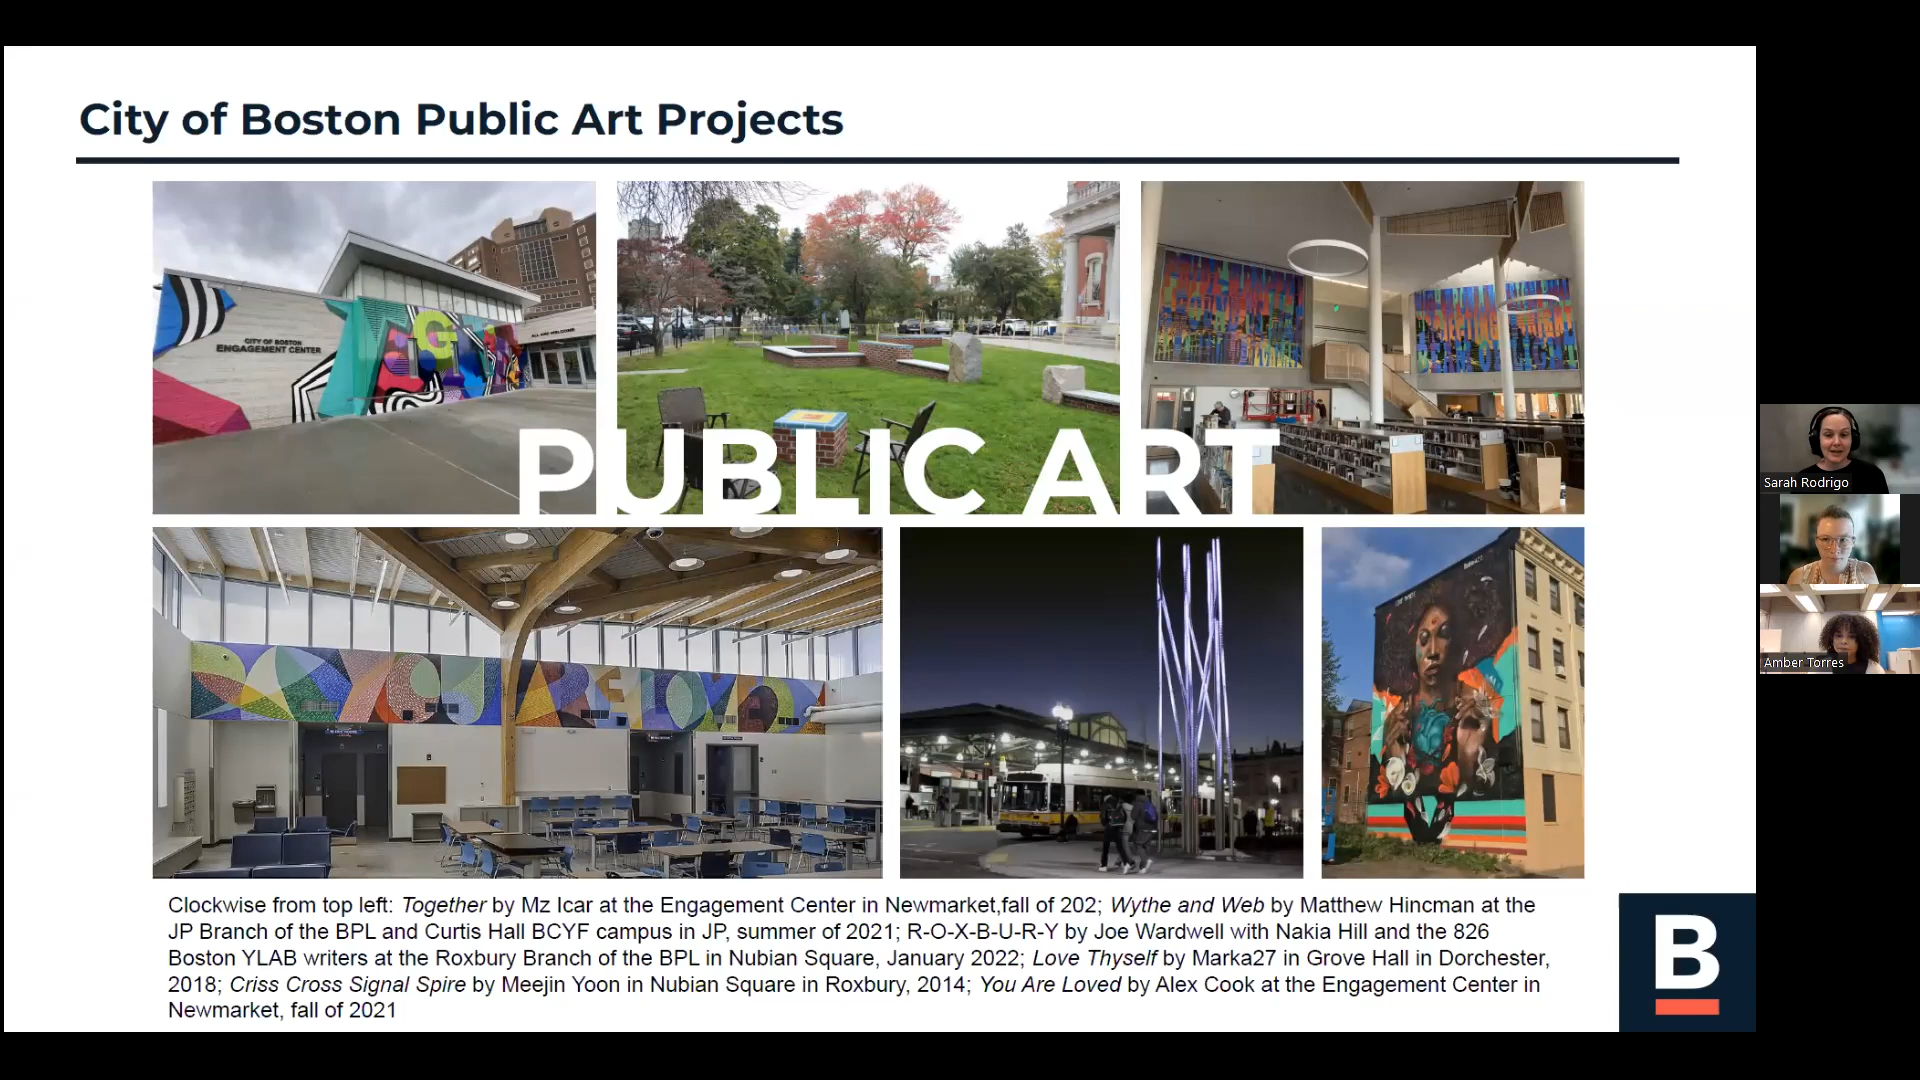 City of Boston Public Art Projects
CITY OF BOSTON
ENGAGEMENT CENTER
ALL ARE WELCOME
PUBLIC ART
YOU ARE LOVED
Clockwise from top left: Together by Mz Icar at the Engagement Center in Newmarket,fall of 202; Wythe and Web by Matthew Hincman at the
JP Branch of the BPL and Curtis Hall BCYF campus in JP, summer of 2021; R-O-X-B-U-R-Y by Joe Wardwell with Nakia Hill and the 826
Boston YLAB writers at the Roxbury Branch of the BPL in Nubian Square, January 2022; Love Thyself by Marka27 in Grove Hall in Dorchester,
2018; Criss Cross Signal Spire by Meejin Yoon in Nubian Square in Roxbury, 2014; You Are Loved by Alex Cook at the Engagement Center in
Newmarket, fall of 2021
B
Sarah Rodrigo
Amber Torres